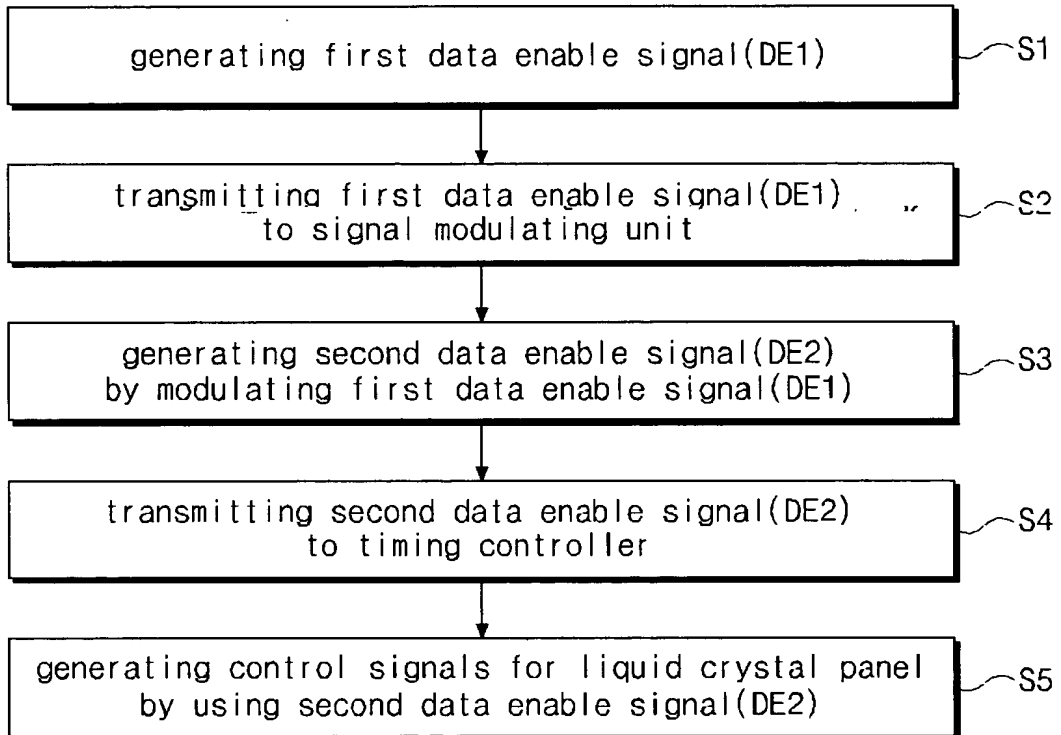 generating first data enable signal(DE1)
S1
transmitting first data enable signal(DE1)
to signal modulating unit
S2
generating second data enable signal(DE2)
by modulating first data enable signal(DE1)
S3
transmitting second data enable signal(DE2)
to timing controller
S4
generating control signals for liquid crystal panel
by using second data enable signal(DE2)
S5